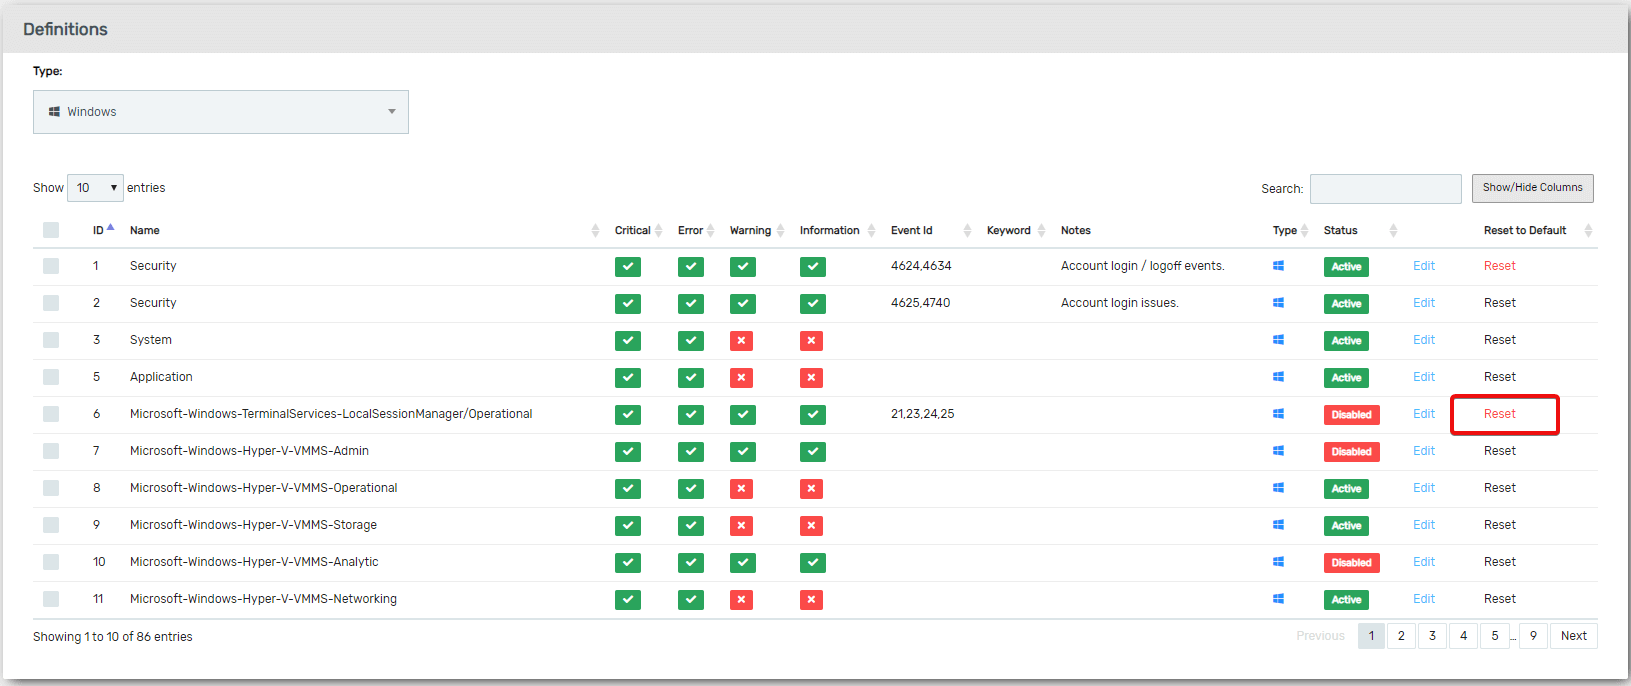 Definitions
Type:
Windows
Show 10 entries Search: Show/Hide Columns
ID Name Critical Error Warning Information Event Id Keyword Notes Type Status Reset to Default
1 Security 4624,4634 Account login / logoff events. Active Edit Reset
2 Security 4625,4740 Account login issues. Active Edit Reset
3 System Active Edit Reset
5 Application Active Edit Reset
6 Microsoft-Windows-TerminalServices-LocalSessionManager/Operational 21,23,24,25 Disabled Edit Reset
7 Microsoft-Windows-Hyper-V-VMMS-Admin Disabled Edit Reset
8 Microsoft-Windows-Hyper-V-VMMS-Operational Active Edit Reset
9 Microsoft-Windows-Hyper-V-VMMS-Storage Active Edit Reset
10 Microsoft-Windows-Hyper-V-VMMS-Analytic Disabled Edit Reset
11 Microsoft-Windows-Hyper-V-VMMS-Networking Active Edit Reset
Showing 1 to 10 of 86 entries Previous 1 2 3 4 5 ... 9 Next